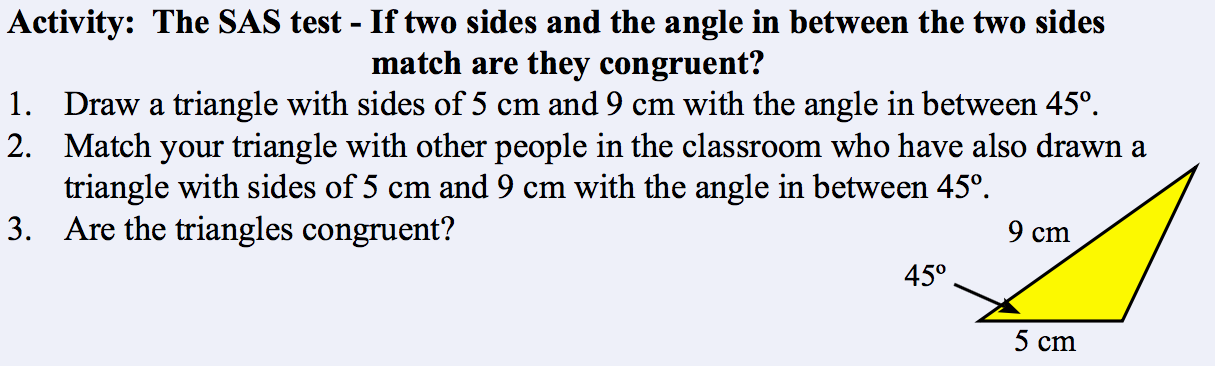 Activity: The SAS test - If two sides and the angle in between the two sides
match are they congruent?
1. Draw a triangle with sides of 5 cm and 9 cm with the angle in between 45º.
2. Match your triangle with other people in the classroom who have also drawn a
triangle with sides of 5 cm and 9 cm with the angle in between 45º.
3. Are the triangles congruent?
9 cm
45º
5 cm